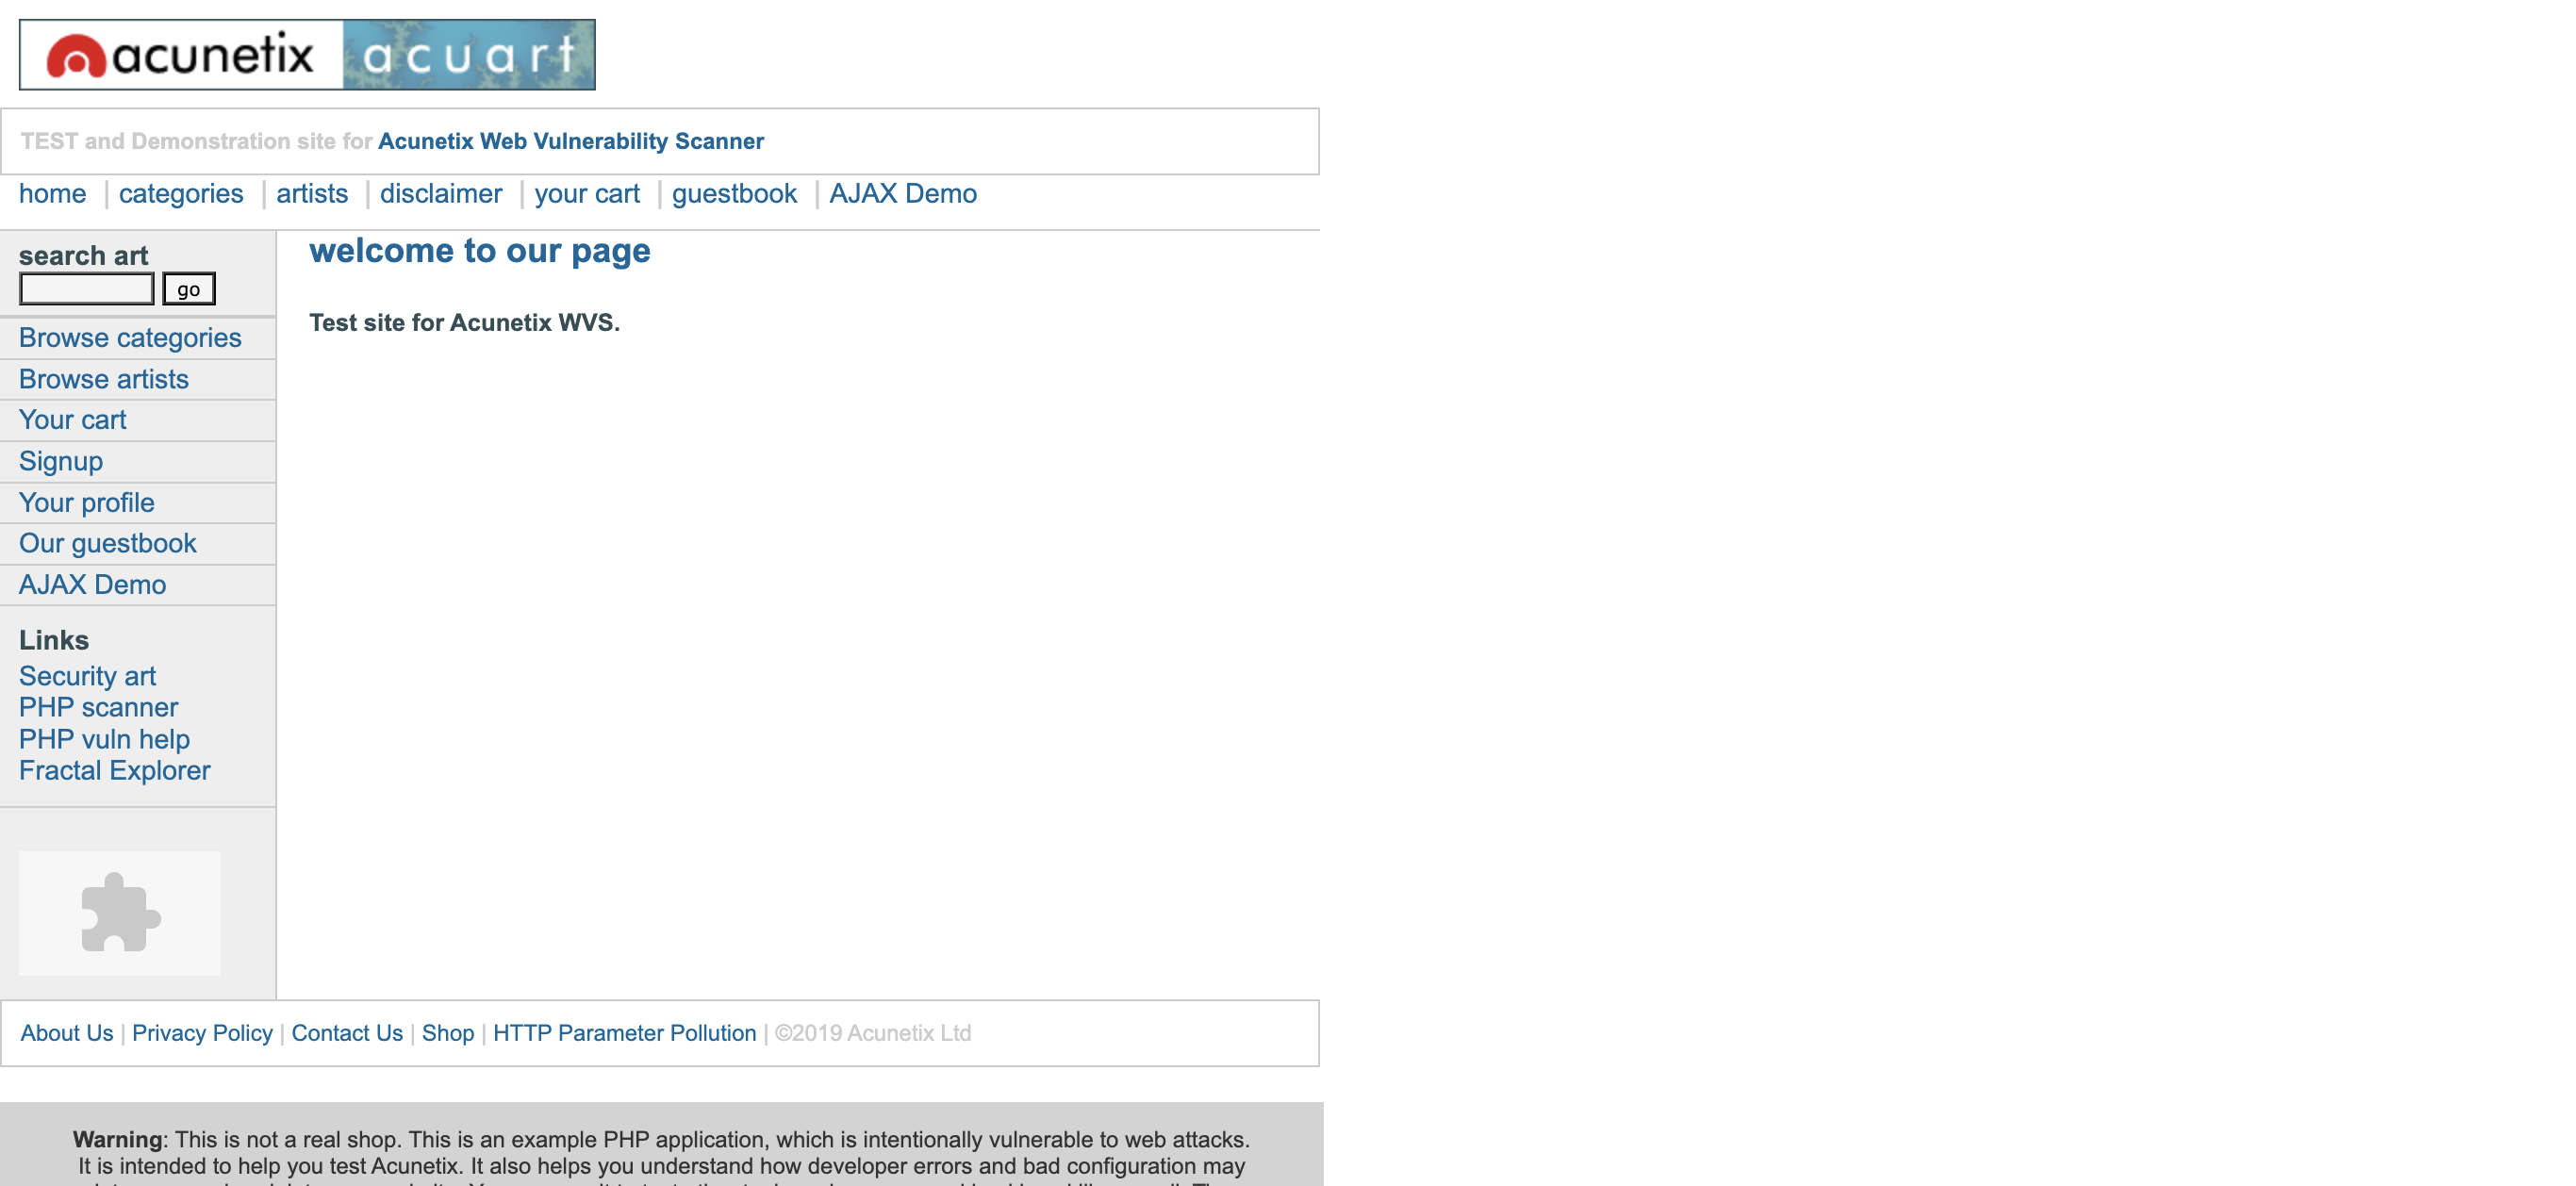 acunetix acuart
TEST and Demonstration site for Acunetix Web Vulnerability Scanner
home | categories | artists | disclaimer | your cart | guestbook | AJAX Demo
search art
go
Browse categories
Browse artists
Your cart
Signup
Your profile
Our guestbook
AJAX Demo
Links
Security art
PHP scanner
PHP vuln help
Fractal Explorer
welcome to our page
Test site for Acunetix WVS.
About Us | Privacy Policy | Contact Us | Shop | HTTP Parameter Pollution | ©2019 Acunetix Ltd
Warning: This is not a real shop. This is an example PHP application, which is intentionally vulnerable to web attacks.
It is intended to help you test Acunetix. It also helps you understand how developer errors and bad configuration may